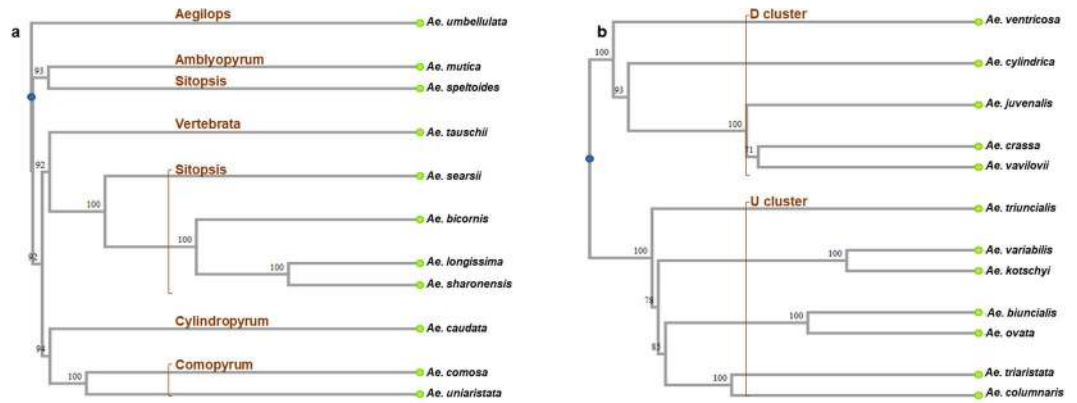 a
Aegilops
Ae. umbellulata
Amblyopyrum
93
Ae. mutica
Sitopsis
Ae. speltoides
Vertebrata
Ae. tauschii
92
Sitopsis
Ae. searsii
100
Ae. bicornis
100
Ae. longissima
100
Ae. sharonensis
Cylindropyrum
Ae. caudata
94
Comopyrum
Ae. comosa
100
Ae. uniaristata
b
D cluster
Ae. ventricosa
100
Ae. cylindrica
93
Ae. juvenalis
100
Ae. crassa
71
Ae. vavilovii
U cluster
Ae. triuncialis
100
Ae. variabilis
100
Ae. kotschyi
78
Ae. biuncialis
100
Ae. ovata
85
Ae. triaristata
100
Ae. columnaris